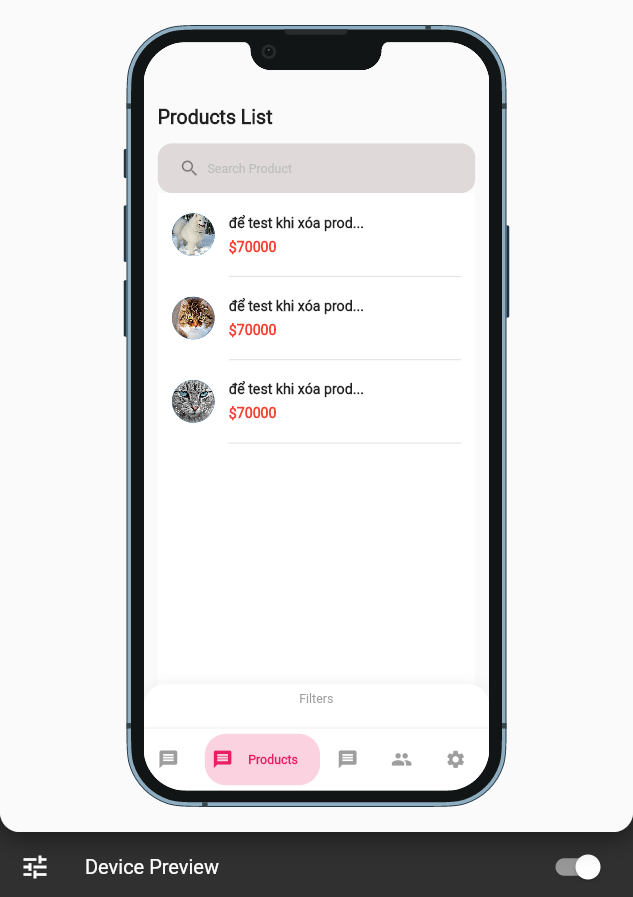 Products List
Search Product
để test khi xóa prod...
$70000
để test khi xóa prod...
$70000
để test khi xóa prod...
$70000
Filters
Products
Device Preview